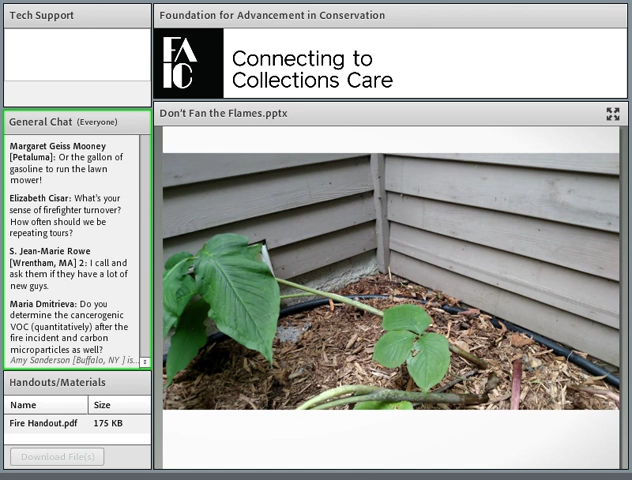 Tech Support
Foundation for Advancement in Conservation
FA
IC
Connecting to
Collections Care
General Chat (Everyone)
Margaret Geiss Mooney
[Petaluma]: Or the gallon of
gasoline to run the lawn
mower!
Elizabeth Cisar: What's your
sense of firefighter turnover?
How often should we be
repeating tours?
S. Jean-Marie Rowe
[Wrentham, MA] 2: I call and
ask them if they have a lot of
new guys.
Maria Dmitrieva: Do you
determine the cancerogenic
VOC (quantitatively) after the
fire incident and carbon
microparticles as well?
Amy Sanderson [Buffalo, NY ] is...
Don't Fan the Flames.pptx
Handouts/Materials
Name Size
Fire Handout.pdf 175 KB
Download File(s)